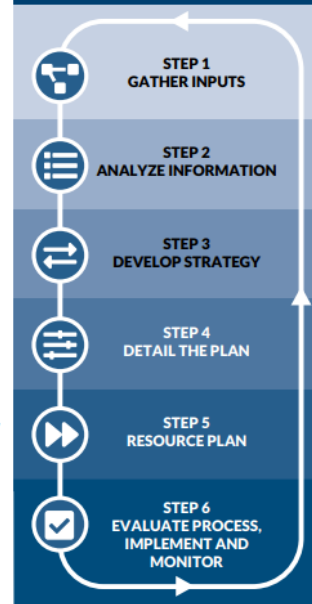 STEP 1
GATHER INPUTS
STEP 2
ANALYZE INFORMATION
STEP 3
DEVELOP STRATEGY
STEP 4
DETAIL THE PLAN
STEP 5
RESOURCE PLAN
STEP 6
EVALUATE PROCESS,
IMPLEMENT AND
MONITOR